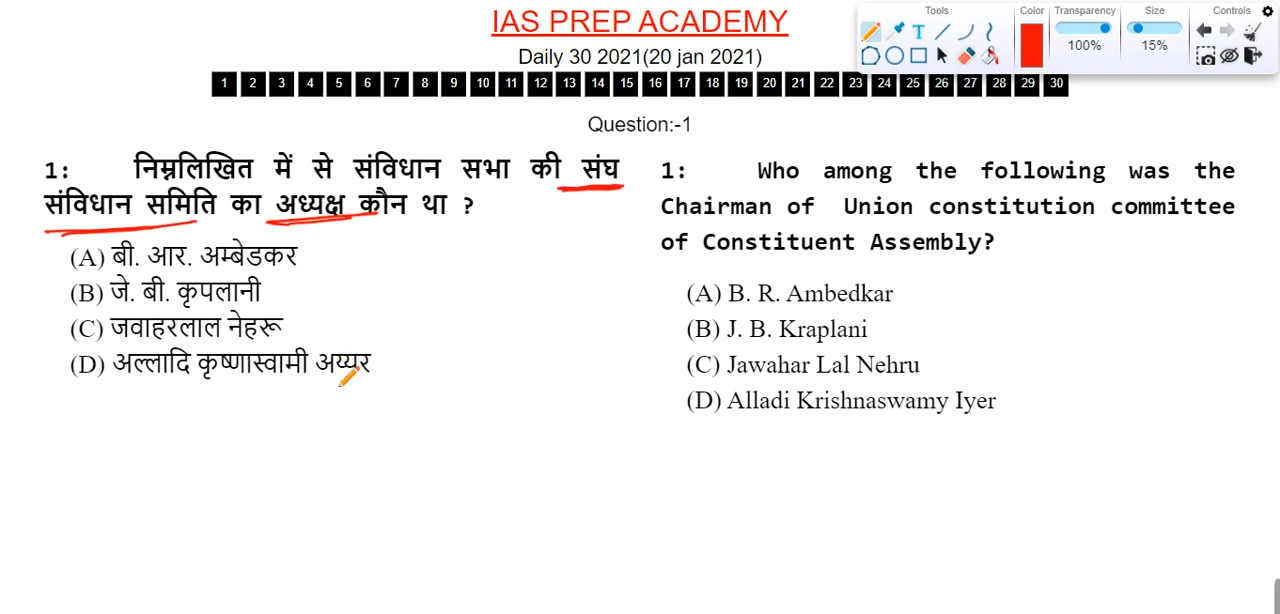 IAS PREP ACADEMY
Daily 30 2021(20 jan 2021)
1 2 3 4 5 6 7 8 9 10 11 12 13 14 15 16 17 18 19 20 21 22 23 24 25 26 27 28 29 30
Tools
Color
Transparency
Size
Controls
T
100%
15%
Question:-1
1: निम्नलिखित में से संविधान सभा की संघ
संविधान समिति का अध्यक्ष कौन था ?
(A) बी. आर. अम्बेडकर
(B) जे. बी. कृपलानी
(C) जवाहरलाल नेहरू
(D) अल्लादि कृष्णास्वामी अय्यर
1: Who among the following was the
Chairman of Union constitution committee
of Constituent Assembly?
(A) B. R. Ambedkar
(B) J. B. Kraplani
(C) Jawahar Lal Nehru
(D) Alladi Krishnaswamy Iyer